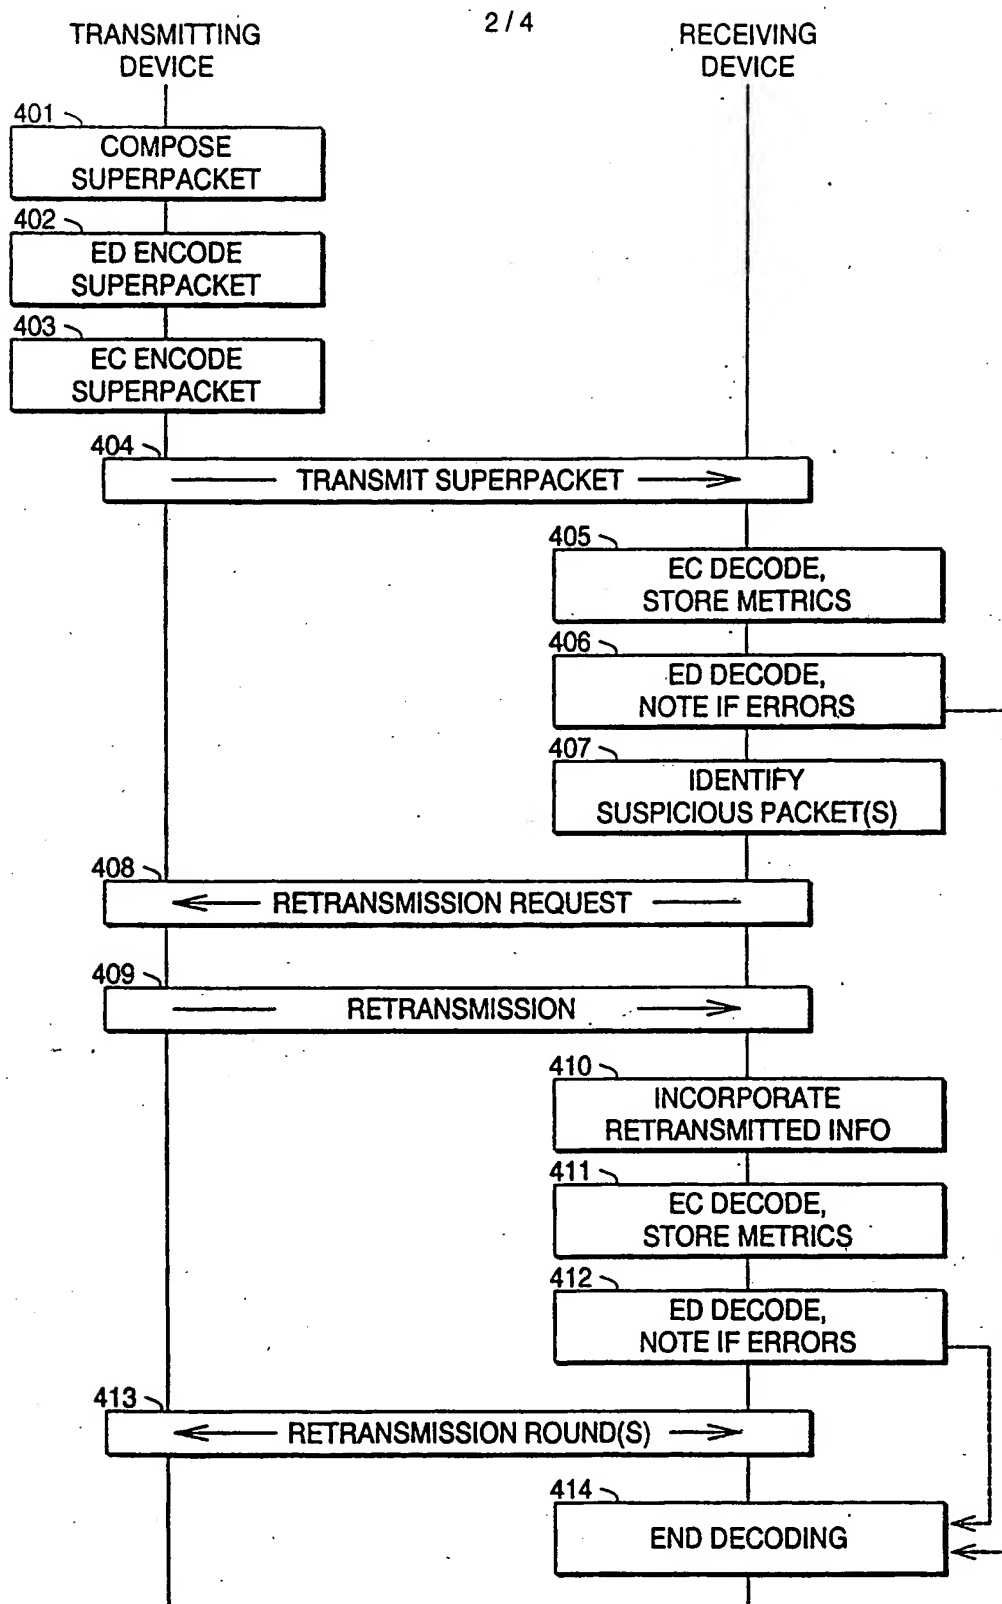 2/4
TRANSMITTING
DEVICE
RECEIVING
DEVICE
401
COMPOSE
SUPERPACKET
402
ED ENCODE
SUPERPACKET
403
EC ENCODE
SUPERPACKET
404
TRANSMIT SUPERPACKET
405
EC DECODE,
STORE METRICS
406
ED DECODE,
NOTE IF ERRORS
407
IDENTIFY
SUSPICIOUS PACKET(S)
408
RETRANSMISSION REQUEST
409
RETRANSMISSION
410
INCORPORATE
RETRANSMITTED INFO
411
EC DECODE,
STORE METRICS
412
ED DECODE,
NOTE IF ERRORS
413
RETRANSMISSION ROUND(S)
414
END DECODING